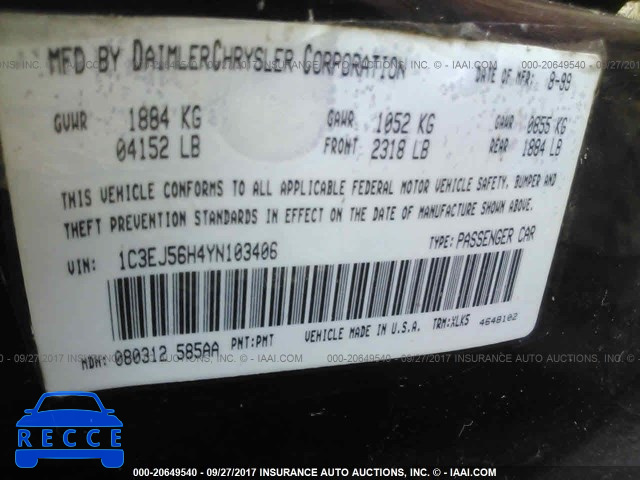 MFD BY DAIMLERCHRYSLER CORPORATION
DATE OF MFR: 8-99
GVWR 1884 KG GAWR 1052 KG GAWR 0855 KG
04152 LB FRONT 2318 LB REAR 1884 LB
THIS VEHICLE CONFORMS TO ALL APPLICABLE FEDERAL MOTOR VEHICLE SAFETY, BUMPER AND
THEFT PREVENTION STANDARDS IN EFFECT ON THE DATE OF MANUFACTURE SHOWN ABOVE.
VIN: 1C3EJ56H4YN103406 TYPE: PASSENGER CAR
MDH: 080312 585AA PNT:PMT VEHICLE MADE IN U.S.A. TRM:XLK5 4648102
RECCE
000-20649540 - 09/27/2017 INSURANCE AUTO AUCTIONS, INC. - © - IAAI.COM